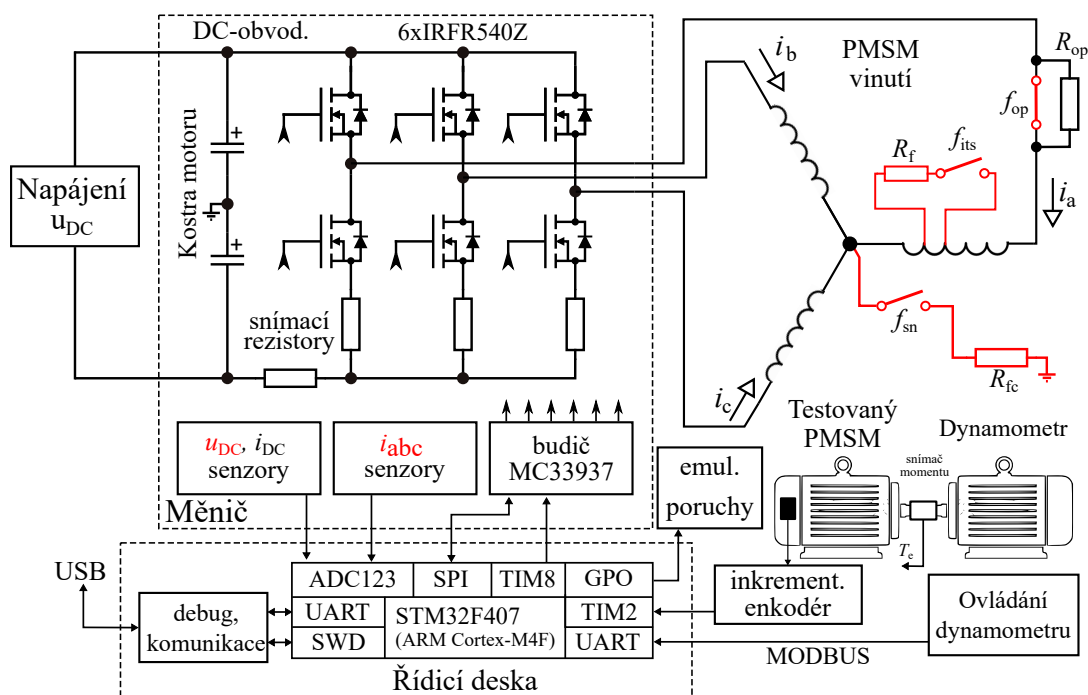 DC-obvod.
6xIRFR540Z
PMSM
vinutí
i_b
R_op
f_op
R_f
f_its
i_a
Napájení
u_DC
Kostra motoru
+
+
snímací
rezistory
f_sn
R_fc
i_c
Testovaný
PMSM
Dynamometr
snímač
momentu
T_e
u_DC, i_DC
senzory
i_abc
senzory
budič
MC33937
emul.
poruchy
Měnič
USB
debug,
komunikace
ADC123
SPI
TIM8
GPO
UART
STM32F407
(ARM Cortex-M4F)
TIM2
SWD
UART
inkrement.
enkodér
Ovládání
dynamometru
MODBUS
Řídicí deska